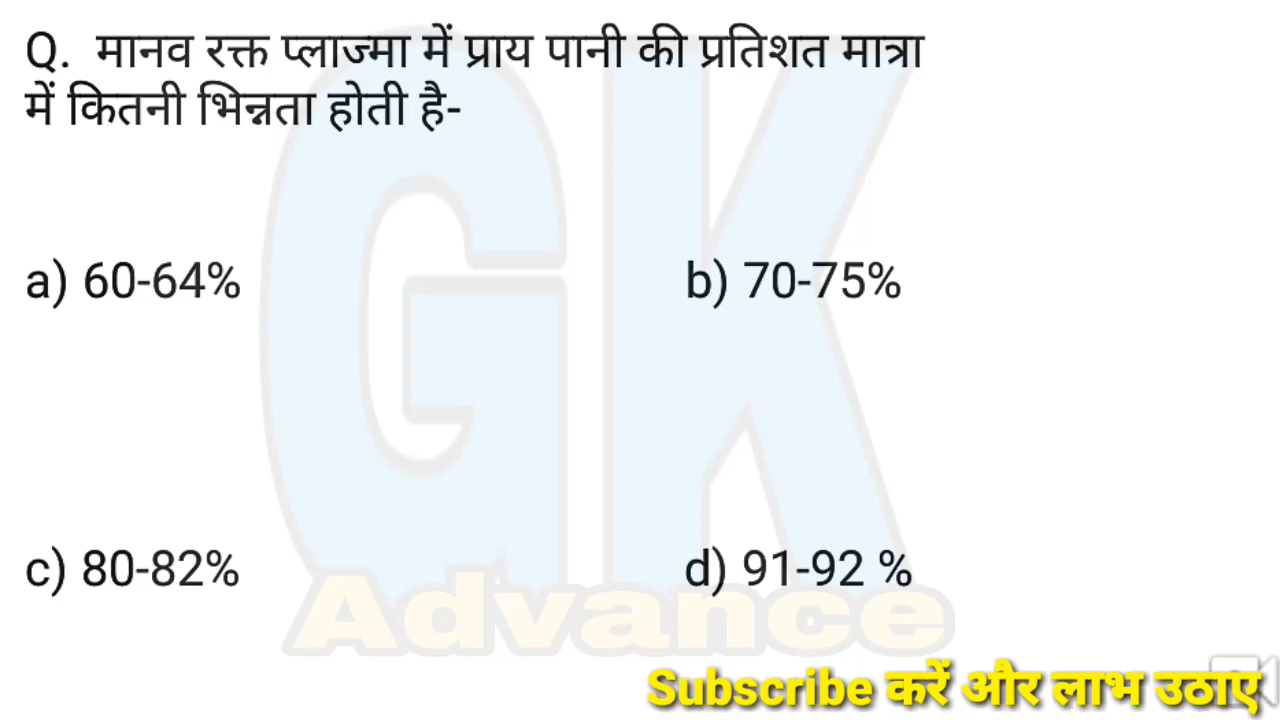 Q. मानव रक्त प्लाज्मा में प्राय पानी की प्रतिशत मात्रा
में कितनी भिन्नता होती है-
a) 60-64%
b) 70-75%
c) 80-82%
d) 91-92 %
GK
Advance
Subscribe करें और लाभ उठाए